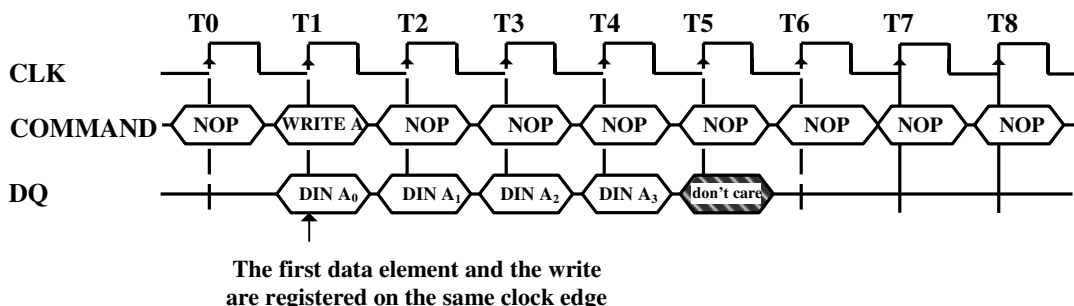 T0 T1 T2 T3 T4 T5 T6 T7 T8
CLK
COMMAND NOP WRITE A NOP NOP NOP NOP NOP NOP NOP
DQ DIN A₀ DIN A₁ DIN A₂ DIN A₃ don't care
The first data element and the write
are registered on the same clock edge